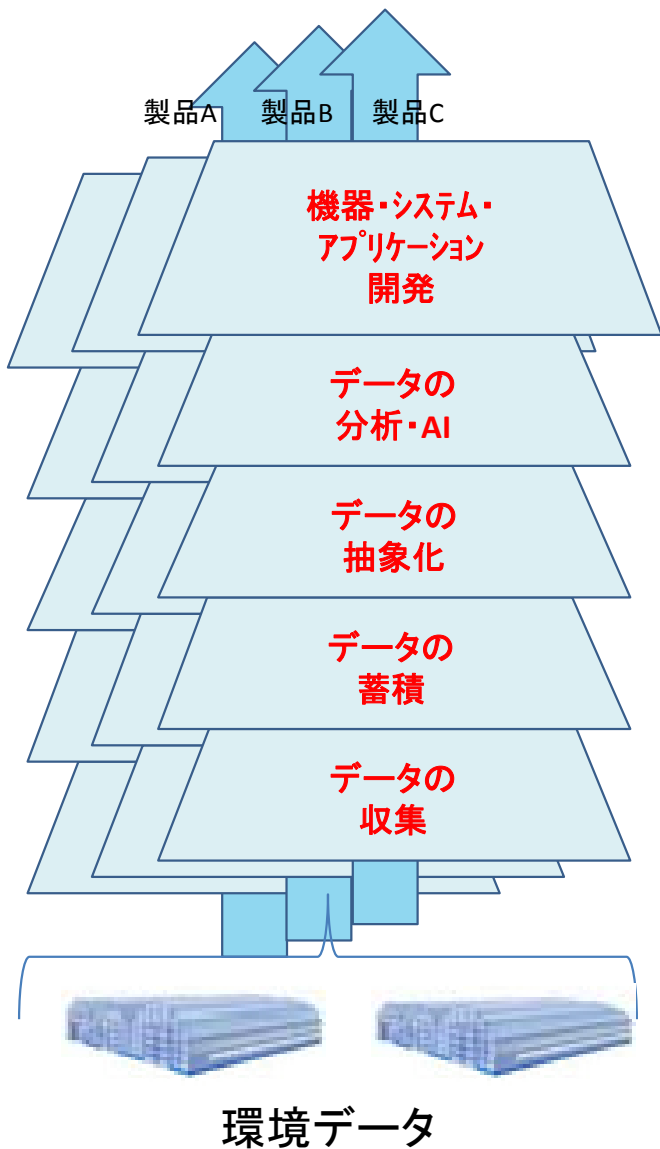 製品A 製品B 製品C
機器・システム・
アプリケーション
開発
データの
分析・AI
データの
抽象化
データの
蓄積
データの
収集
環境データ